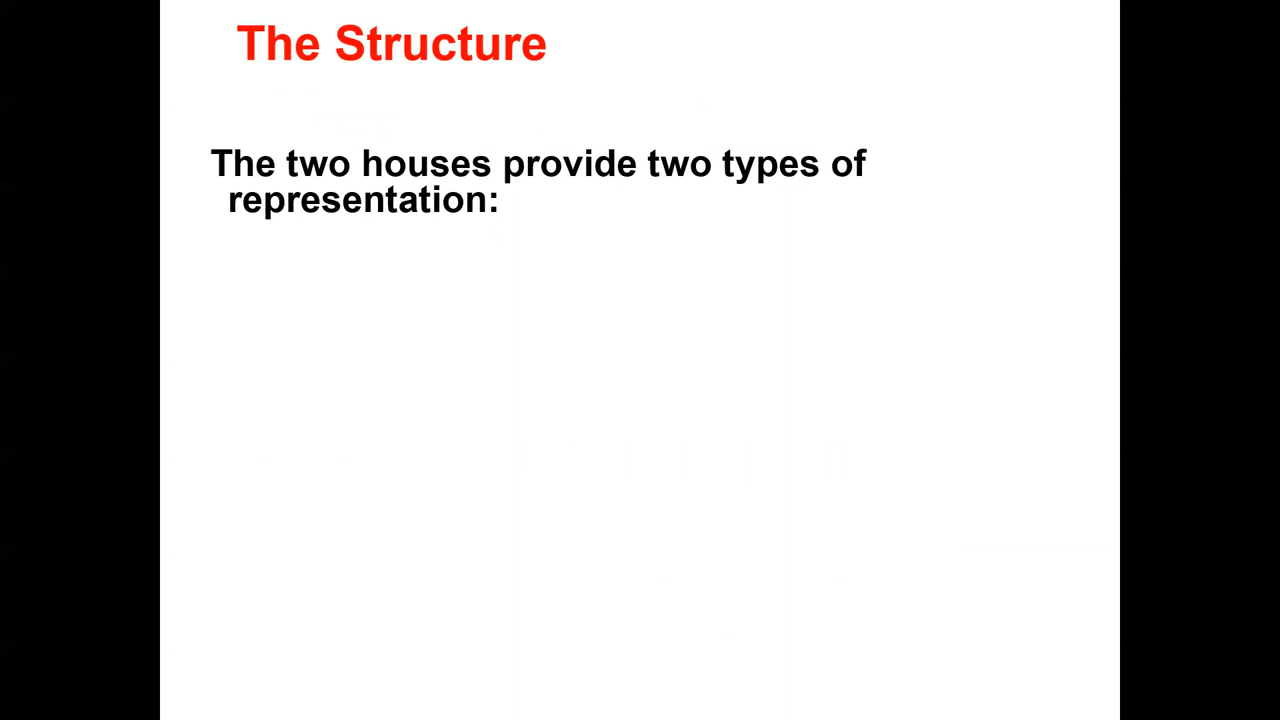 The Structure
The two houses provide two types of
representation: